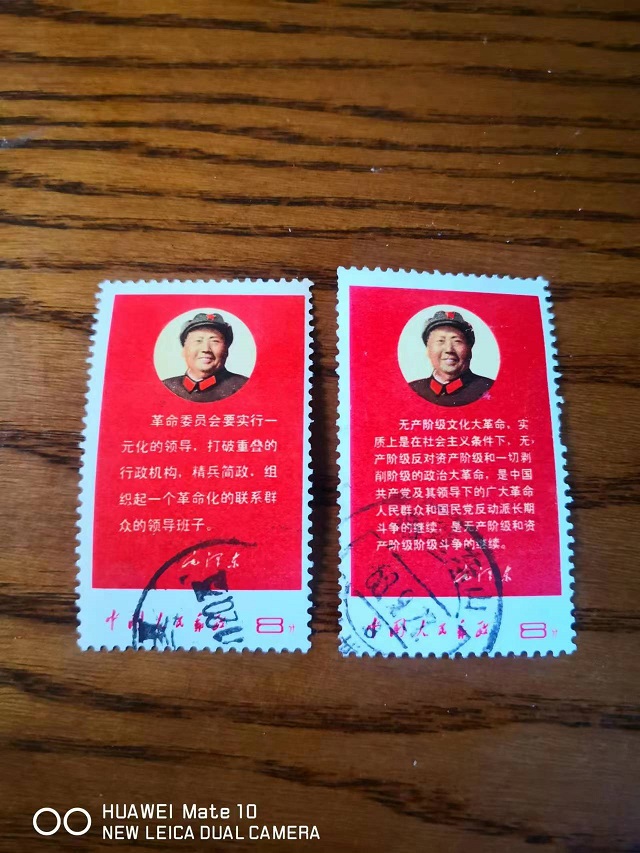 革命委员会要实行一
元化的领导，打破重叠的
行政机构，精兵简政，组
织起一个革命化的联系群
众的领导班子。
毛泽东
中国人民邮政 8分
无产阶级文化大革命，实
质上是在社会主义条件下，无
产阶级反对资产阶级和一切剥
削阶级的政治大革命，是中国
共产党及其领导下的广大革命
人民群众和国民党反动派长期
斗争的继续，是无产阶级和资
产阶级阶级斗争的继续。
毛泽东
中国人民邮政 8分
HUAWEI Mate 10
NEW LEICA DUAL CAMERA